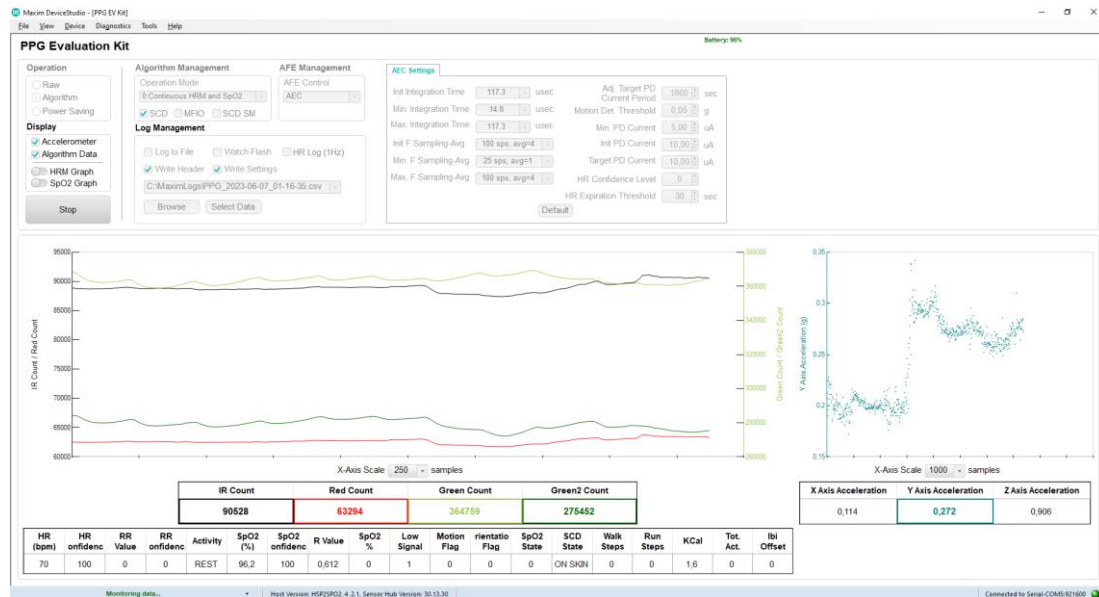 Maxim DeviceStudio - [PPG EV Kit]
File View Device Diagnostics Tools Help
PPG Evaluation Kit
Battery: 96%
Operation
Raw
Algorithm
Power Saving
Display
Accelerometer
Algorithm Data
HRM Graph
SpO2 Graph
Stop
Algorithm Management
Operation Mode
0 Continuous HRM and SpO2
SCD MFIO SCD SM
AFE Management
AFE Control
AEC
Log Management
Log to File Watch Flash HR Log (1Hz)
Write Header Write Settings
C:\MaximLogs\PPG_2023-06-07_01-16-35.csv
Browse Select Data
AEC Settings
Init Integration Time 117.3 usec
Min. Integration Time 14.8 usec
Max. Integration Time 117.3 usec
Init F Sampling-Avg 100 sps, avg=4
Min. F Sampling-Avg 25 sps, avg=1
Max. F Sampling-Avg 100 sps, avg=4
Adj. Target PD
Current Period 1800 sec
Motion Det. Threshold 0,05 g
Min. PD Current 5,00 uA
Init PD Current 10,00 uA
Target PD Current 10,00 uA
HR Confidence Level 0
HR Expiration Threshold 30 sec
Default
IR Count / Red Count
95000
90000
85000
80000
75000
70000
65000
60000
380000
360000
340000
320000
300000
280000
260000
Green Count / Green2 Count
X-Axis Scale 250 samples
Y Axis Acceleration (g)
0.35
0.3
0.25
0.2
0.15
X-Axis Scale 1000 samples
IR Count Red Count Green Count Green2 Count
90528 63294 364759 275452
X Axis Acceleration Y Axis Acceleration Z Axis Acceleration
0,114 0,272 0,906
HR (bpm) HR onfidenc RR Value RR onfidenc Activity SpO2 (%) SpO2 onfidenc R Value SpO2 % Low Signal Motion Flag rientatio Flag SpO2 State SCD State Walk Steps Run Steps KCal Tot. Act. Ibi Offset
70 100 0 0 REST 96,2 100 0,612 0 1 0 0 0 ON SKIN 0 0 1,6 0 0
Monitoring data... Host Version: HSP2SPO2. 4. 2.1. Sensor Hub Version: 30.13.30 Connected to Serial-COM5:921600